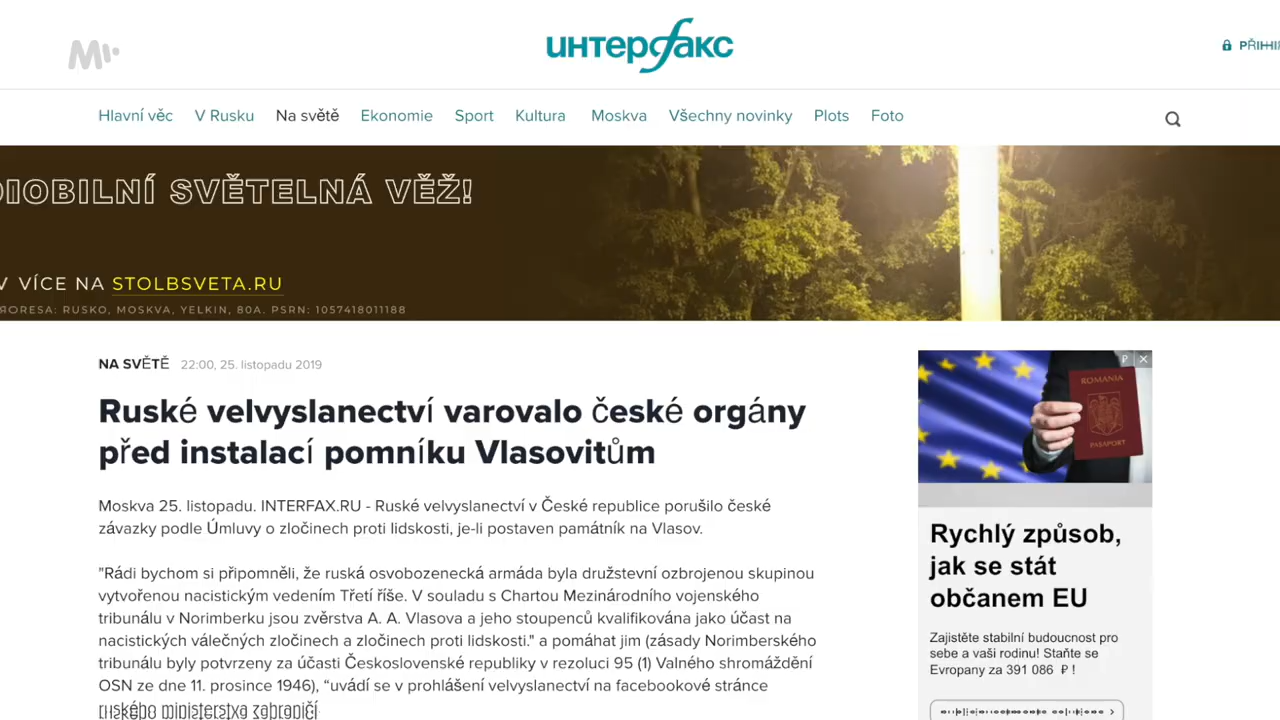 интерфакс
Hlavní věc V Rusku Na světě Ekonomie Sport Kultura Moskva Všechny novinky Plots Foto
SVĚTELNÁ VĚŽ!
VÍCE NA STOLBSVETA.RU
RUSKO, MOSKVA, YELKIN, 80A. PSRN: 1057418011188
NA SVĚTĚ 22:00, 25. listopadu 2019
Ruské velvyslanectví varovalo české orgány
před instalací pomníku Vlasovitům
Moskva 25. listopadu. INTERFAX.RU - Ruské velvyslanectví v České republice porušilo české
závazky podle Úmluvy o zločinech proti lidskosti, je-li postaven památník na Vlasov.
"Rádi bychom si připomněli, že ruská osvobozenecká armáda byla družstevní ozbrojenou skupinou
vytvořenou nacistickým vedením Třetí říše. V souladu s Chartou Mezinárodního vojenského
tribunálu v Norimberku jsou zvěrstva A. A. Vlasova a jeho stoupenců kvalifikována jako účast na
nacistických válečných zločinech a zločinech proti lidskosti." a pomáhat jim (zásady Norimberského
tribunálu byly potvrzeny za účasti Československé republiky v rezoluci 95 (1) Valného shromáždění
OSN ze dne 11. prosince 1946), “uvádí se v prohlášení velvyslanectví na facebookové stránce
ruského ministerstva zahraničí
ROMANIA
PASAPORT
Rychlý způsob,
jak se stát
občanem EU
Zajistěte stabilní budoucnost pro
sebe a vaši rodinu! Staňte se
Evropany za 391 086 ₽ !